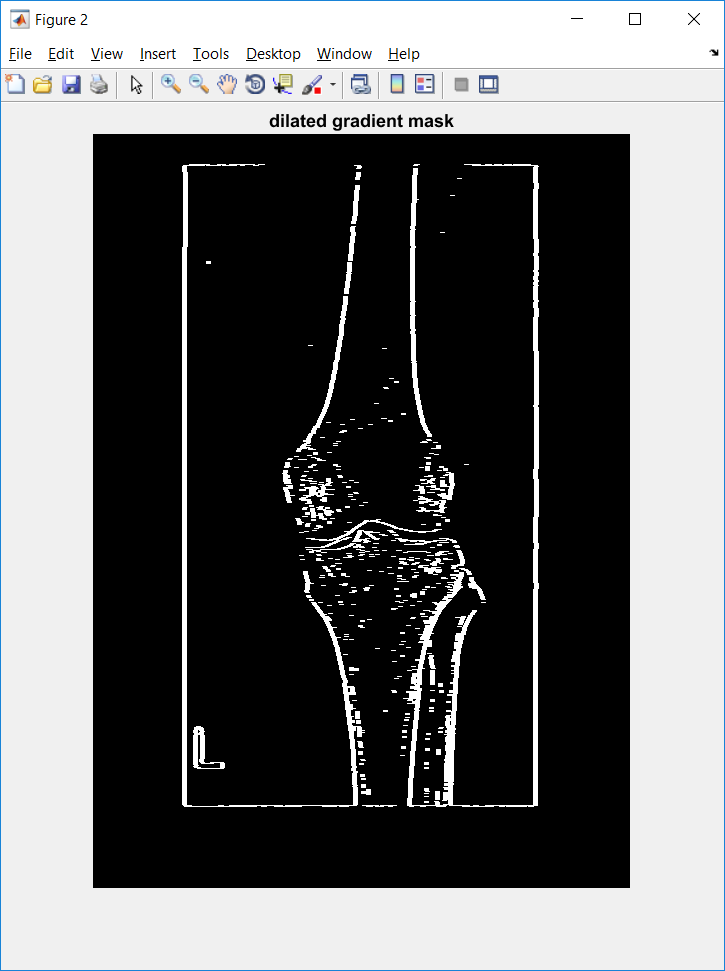 Figure 2
File Edit View Insert Tools Desktop Window Help
dilated gradient mask
L